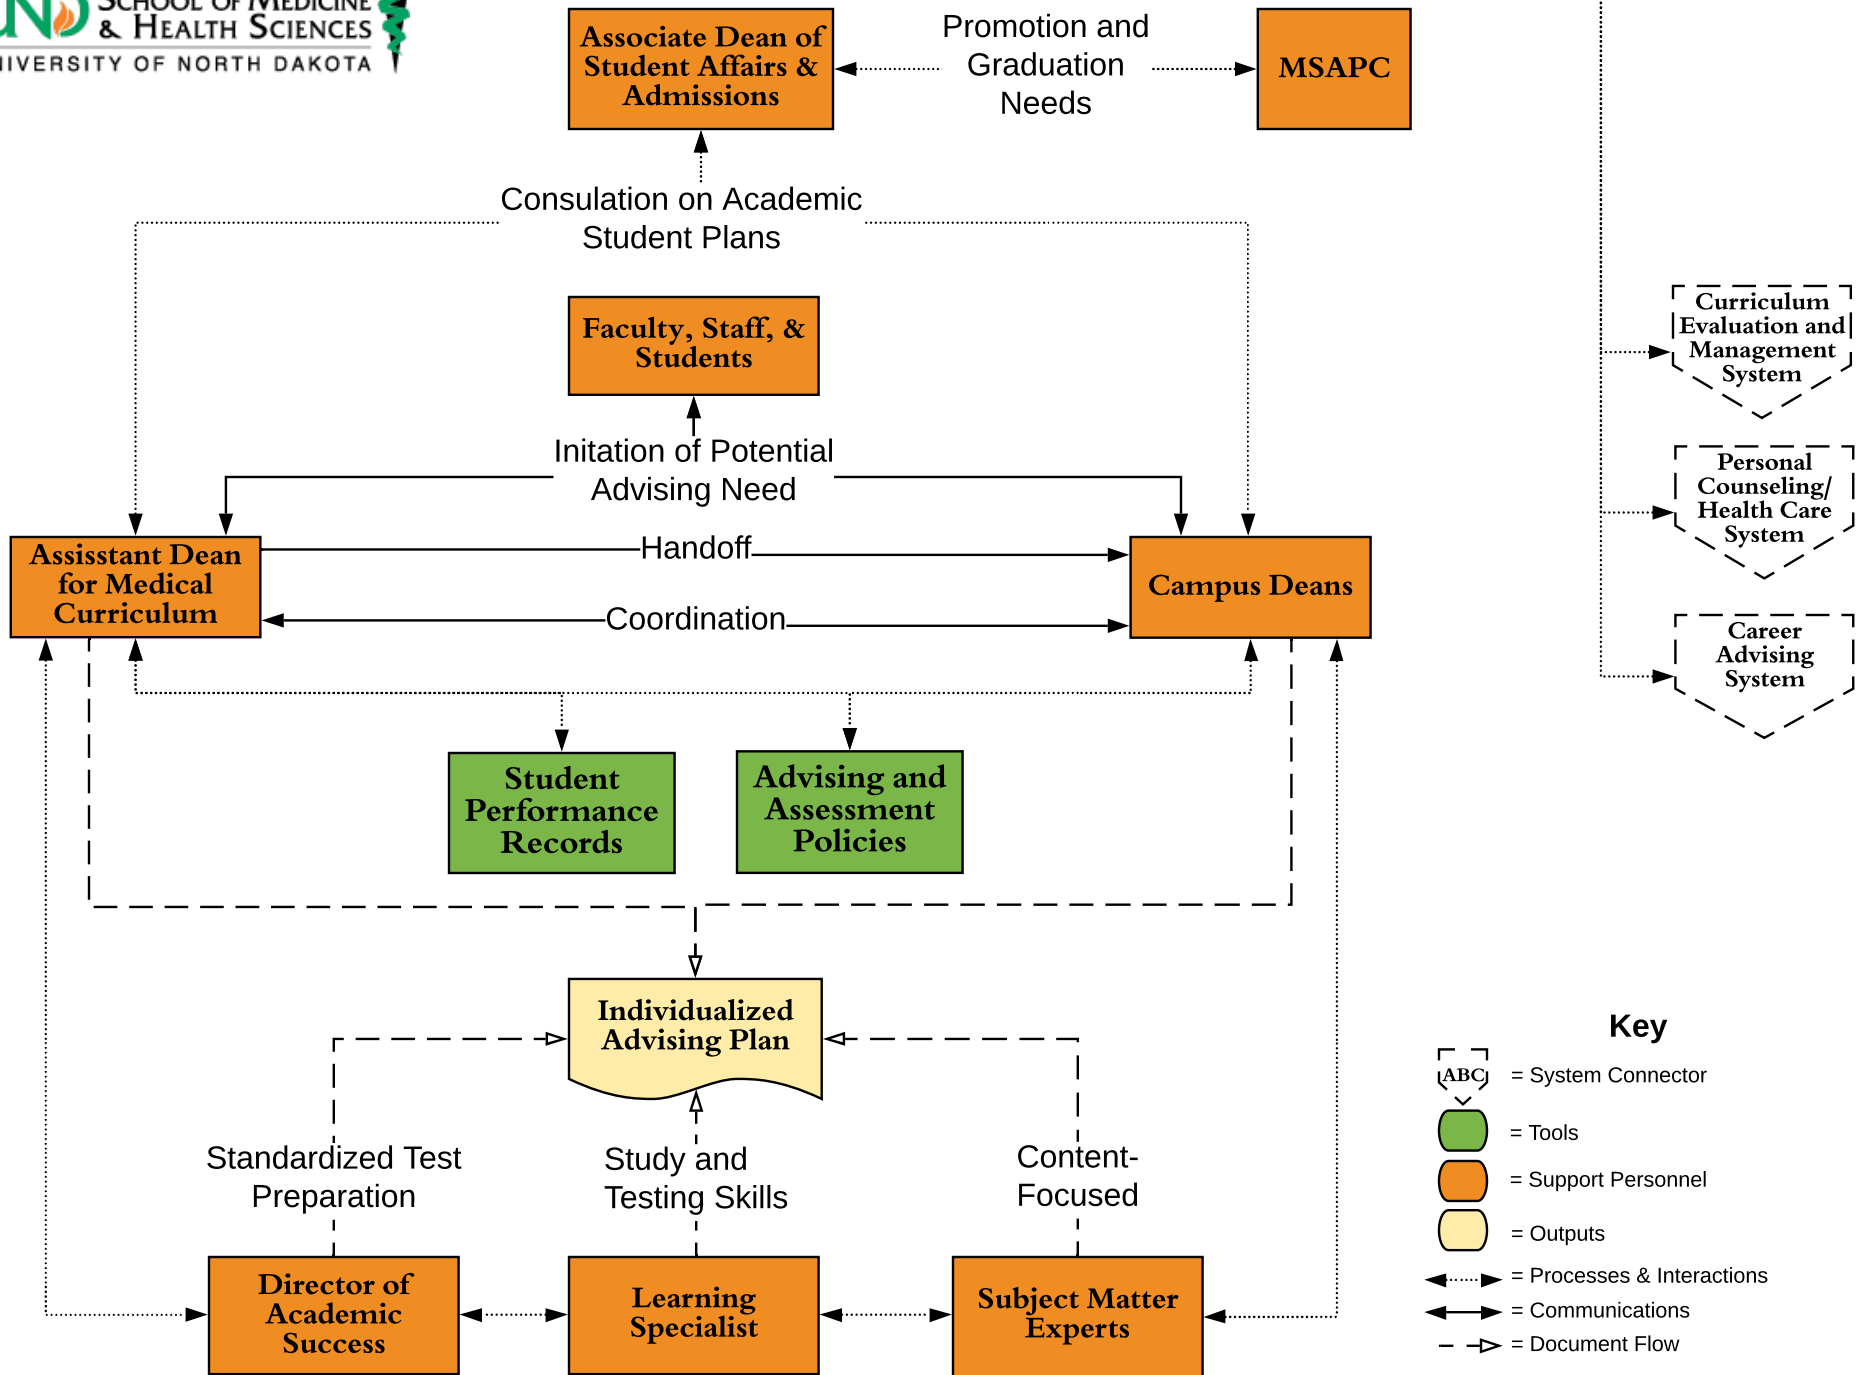 SCHOOL OF MEDICINE
& HEALTH SCIENCES
UNIVERSITY OF NORTH DAKOTA
Associate Dean of
Student Affairs &
Admissions
Promotion and
Graduation
Needs
MSAPC
Consulation on Academic
Student Plans
Faculty, Staff, &
Students
Initation of Potential
Advising Need
Assisstant Dean
for Medical
Curriculum
Handoff
Coordination
Campus Deans
Curriculum
Evaluation and
Management
System
Personal
Counseling/
Health Care
System
Career
Advising
System
Student
Performance
Records
Advising and
Assessment
Policies
Individualized
Advising Plan
Standardized Test
Preparation
Study and
Testing Skills
Content-
Focused
Director of
Academic
Success
Learning
Specialist
Subject Matter
Experts
Key
ABC = System Connector
= Tools
= Support Personnel
= Outputs
= Processes & Interactions
= Communications
= Document Flow